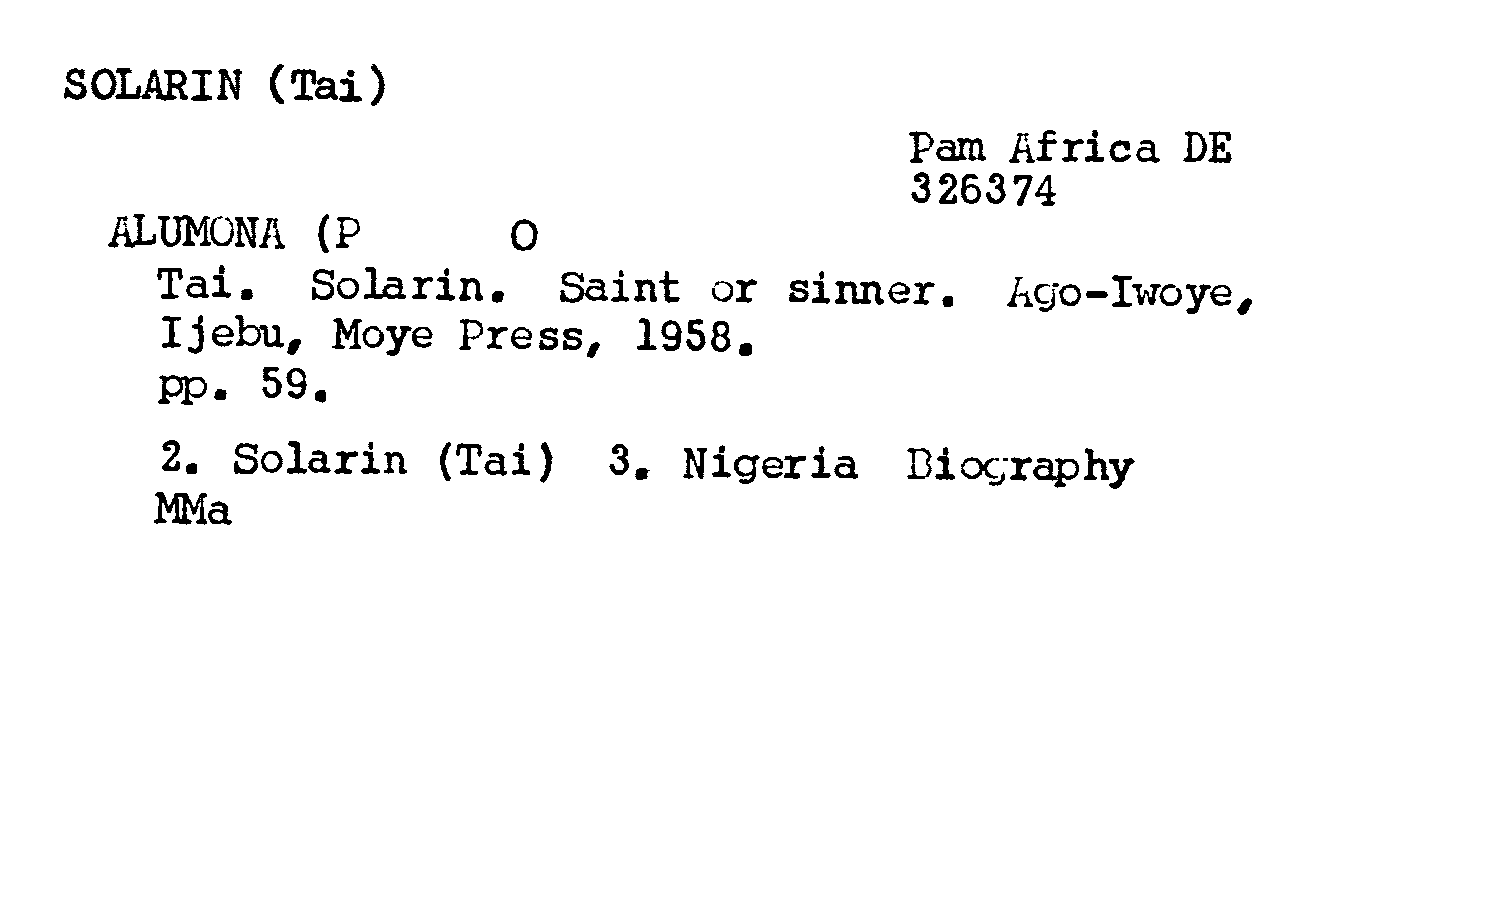 SOLARIN (Tai)
Pam Africa DE
326374
ALUMONA (P O
Tai. Solarin. Saint or sinner. Ago-Iwoye,
Ijebu, Moye Press, 1958.
pp. 59.
2. Solarin (Tai) 3. Nigeria Biography
MMa